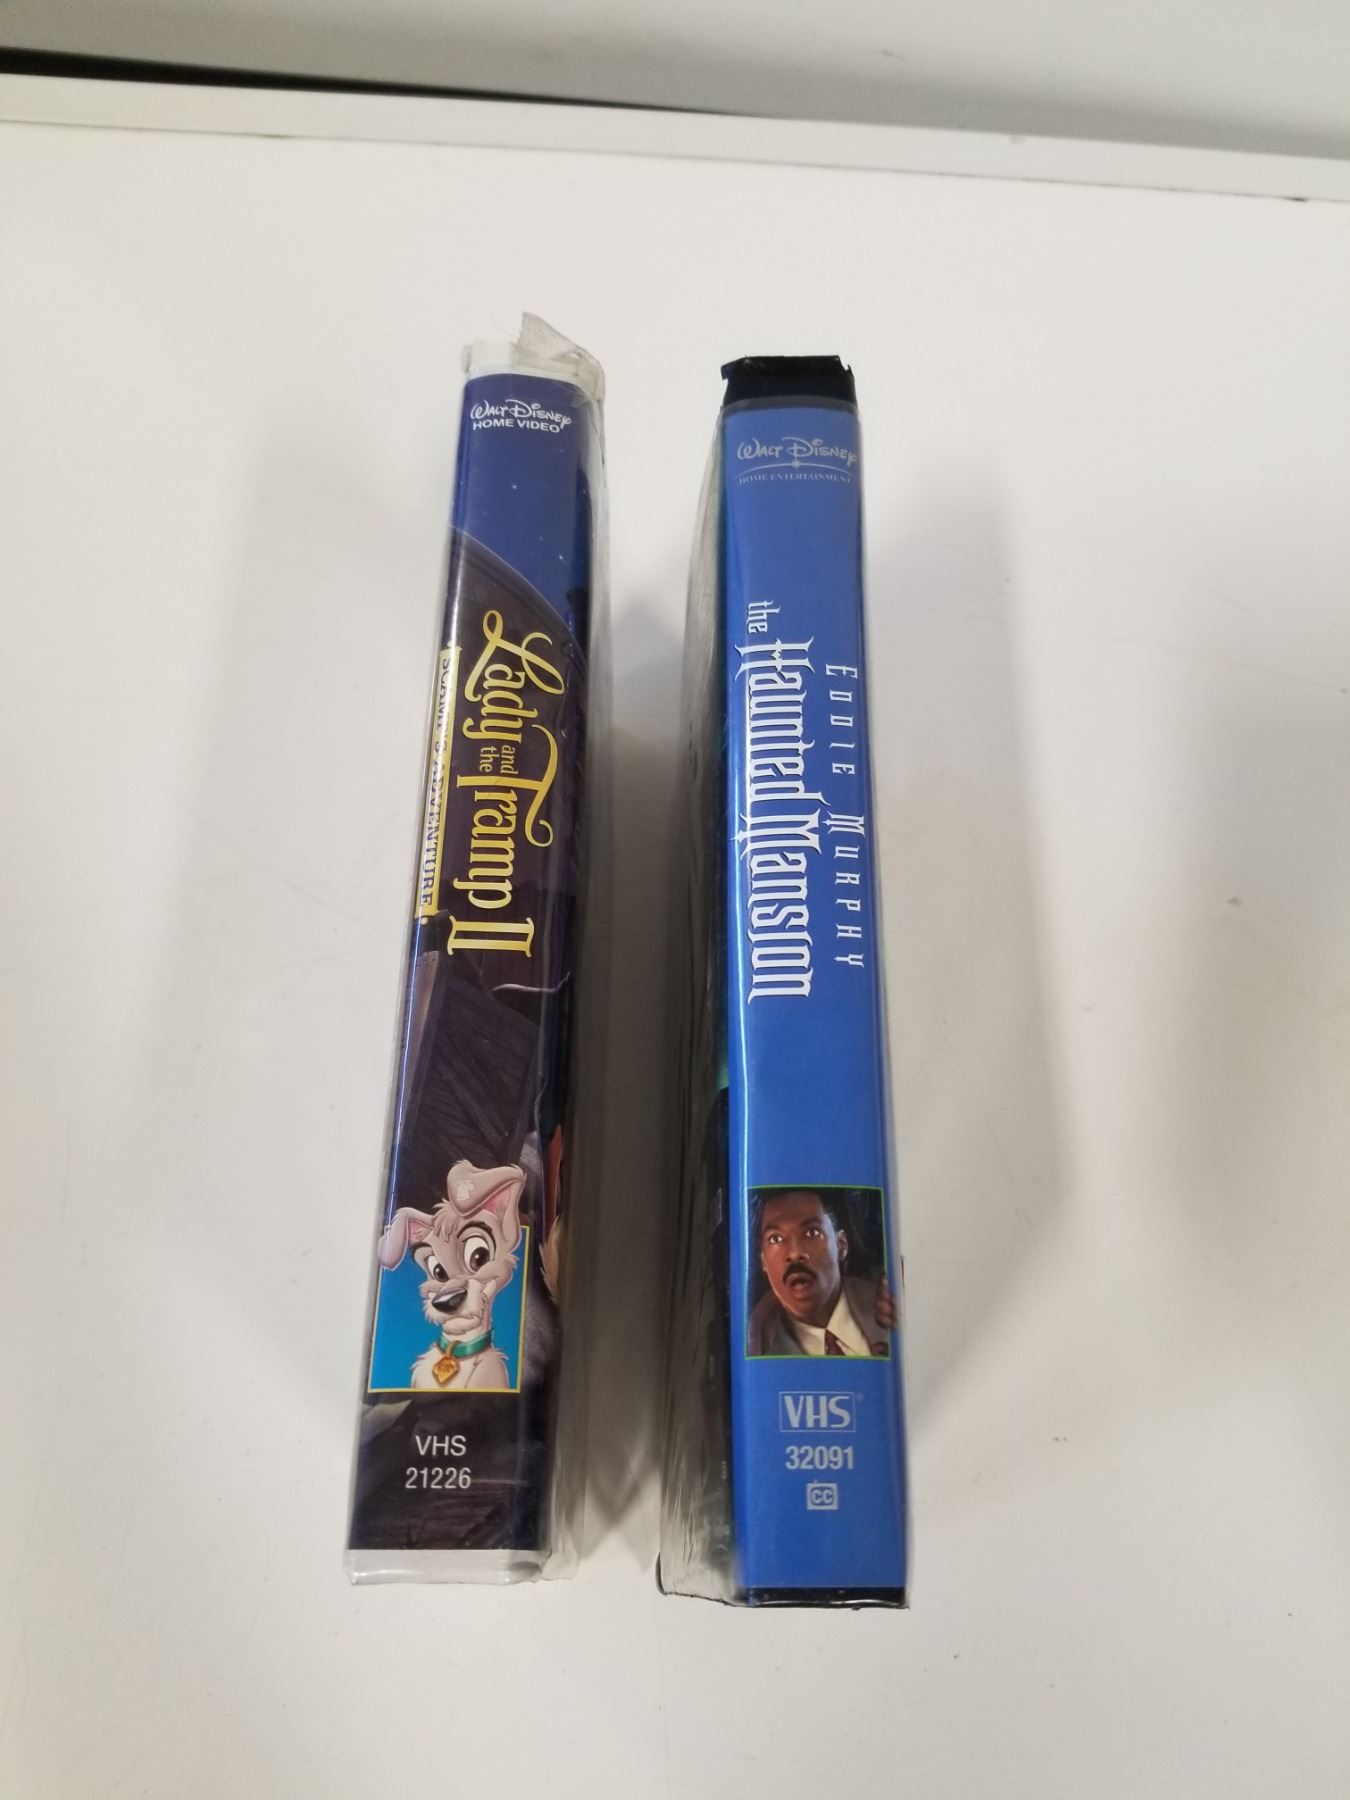 WALT DISNEY
HOME VIDEO
Lady and the Tramp II
SCAMP'S ADVENTURE
VHS
21226
WALT DISNEY
HOME ENTERTAINMENT
EDDIE MURPHY
the Haunted Mansion
VHS®
32091
CC